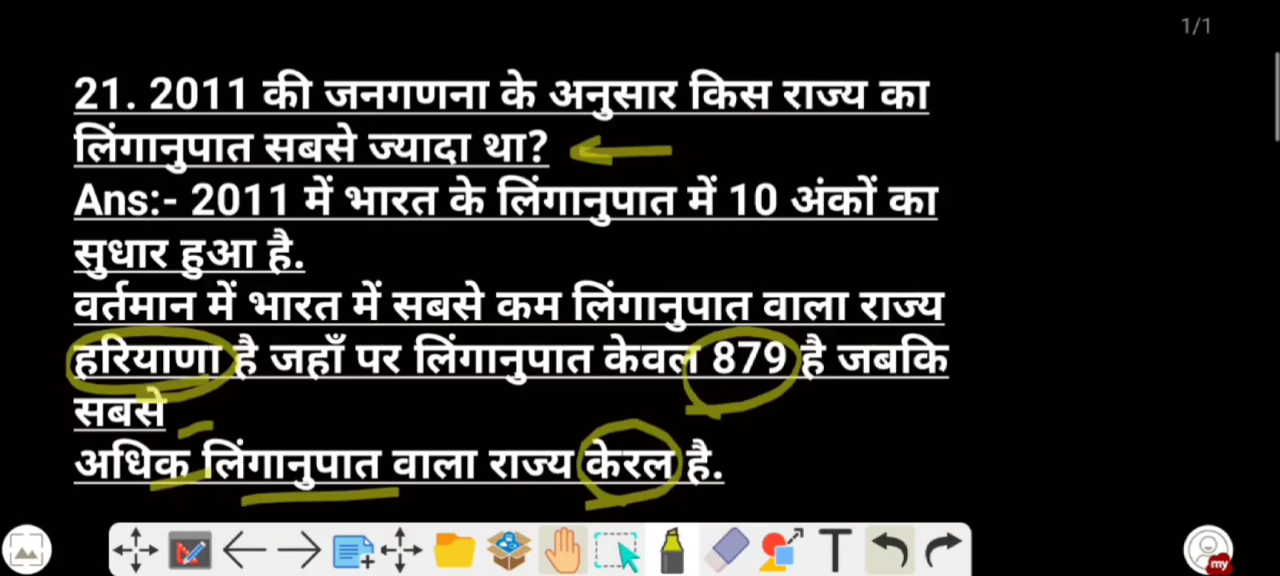 1/1
21. 2011 की जनगणना के अनुसार किस राज्य का
लिंगानुपात सबसे ज्यादा था?
Ans:- 2011 में भारत के लिंगानुपात में 10 अंकों का
सुधार हुआ है.
वर्तमान में भारत में सबसे कम लिंगानुपात वाला राज्य
हरियाणा है जहाँ पर लिंगानुपात केवल 879 है जबकि
सबसे
अधिक लिंगानुपात वाला राज्य केरल है.
T
my